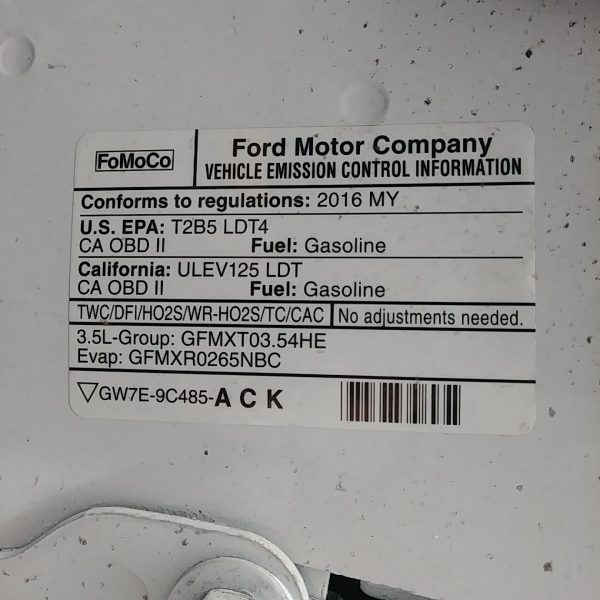 FoMoCo
Ford Motor Company
VEHICLE EMISSION CONTROL INFORMATION
Conforms to regulations: 2016 MY
U.S. EPA: T2B5 LDT4
CA OBD II Fuel: Gasoline
California: ULEV125 LDT
CA OBD II Fuel: Gasoline
TWC/DFI/HO2S/WR-HO2S/TC/CAC No adjustments needed.
3.5L-Group: GFMXT03.54HE
Evap: GFMXR0265NBC
▽GW7E-9C485-A C K